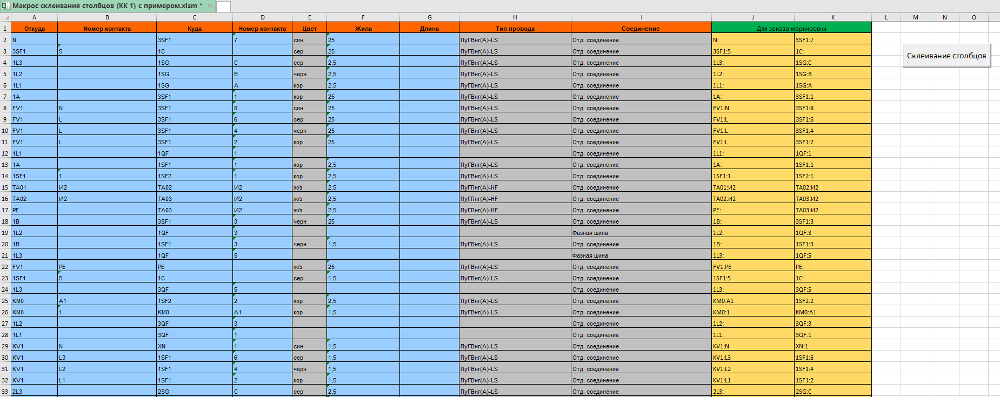 Макрос склеивания столбцов (КК 1) с примером.xlsm *
A B C D E F G H I J K L M N O
1 Откуда Номер контакта Куда Номер контакта Цвет Жила Длина Тип провода Соединение Для заказа маркировки
2 N 3SF1 7 син 25 ПуГВнг(А)-LS Отд. соединение N: 3SF1:7
3 3SF1 5 1C сер 25 ПуГВнг(А)-LS Отд. соединение 3SF1:5 1C:
Склеивание столбцов
4 1L3 1SG C сер 2,5 ПуГВнг(А)-LS Отд. соединение 1L3: 1SG:C
5 1L2 1SG B черн 2,5 ПуГВнг(А)-LS Отд. соединение 1L2: 1SG:B
6 1L1 1SG A кор 2,5 ПуГВнг(А)-LS Отд. соединение 1L1: 1SG:A
7 1A 3SF1 1 кор 25 ПуГВнг(А)-LS Отд. соединение 1A: 3SF1:1
8 FV1 N 3SF1 8 син 25 ПуГВнг(А)-LS Отд. соединение FV1:N 3SF1:8
9 FV1 L 3SF1 6 сер 25 ПуГВнг(А)-LS Отд. соединение FV1:L 3SF1:6
10 FV1 L 3SF1 4 черн 25 ПуГВнг(А)-LS Отд. соединение FV1:L 3SF1:4
11 FV1 L 3SF1 2 кор 25 ПуГВнг(А)-LS Отд. соединение FV1:L 3SF1:2
12 1L1 1QF 1 Отд. соединение 1L1: 1QF:1
13 1A 1SF1 1 кор 2,5 ПуГВнг(А)-LS Отд. соединение 1A: 1SF1:1
14 1SF1 1 1SF2 1 кор 2,5 ПуГВнг(А)-LS Отд. соединение 1SF1:1 1SF2:1
15 TA01 И2 TA02 И2 ж/з 2,5 ПуГПнг(А)-HF Отд. соединение TA01:И2 TA02:И2
16 TA02 И2 TA03 И2 ж/з 2,5 ПуГПнг(А)-HF Отд. соединение TA02:И2 TA03:И2
17 PE TA03 И2 ж/з 2,5 ПуГПнг(А)-HF Отд. соединение PE: TA03:И2
18 1B 3SF1 3 черн 25 ПуГВнг(А)-LS Отд. соединение 1B: 3SF1:3
19 1L2 1QF 3 Фазная шина 1L2: 1QF:3
20 1B 1SF1 3 черн 1,5 ПуГВнг(А)-LS Отд. соединение 1B: 1SF1:3
21 1L3 1QF 5 Фазная шина 1L3: 1QF:5
22 FV1 PE PE ж/з 25 ПуГВнг(А)-LS Отд. соединение FV1:PE PE:
23 1SF1 5 1C сер 1,5 ПуГВнг(А)-LS Отд. соединение 1SF1:5 1C:
24 1L3 3QF 5 Отд. соединение 1L3: 3QF:5
25 KM0 A1 1SF2 2 кор 2,5 ПуГВнг(А)-LS Отд. соединение KM0:A1 1SF2:2
26 KM0 1 KM0 A1 кор 1,5 ПуГВнг(А)-LS Отд. соединение KM0:1 KM0:A1
27 1L2 3QF 3 Отд. соединение 1L2: 3QF:3
28 1L1 3QF 1 Отд. соединение 1L1: 3QF:1
29 KV1 N XN 1 син 1,5 ПуГВнг(А)-LS Отд. соединение KV1:N XN:1
30 KV1 L3 1SF1 6 сер 1,5 ПуГВнг(А)-LS Отд. соединение KV1:L3 1SF1:6
31 KV1 L2 1SF1 4 черн 1,5 ПуГВнг(А)-LS Отд. соединение KV1:L2 1SF1:4
32 KV1 L1 1SF1 2 кор 1,5 ПуГВнг(А)-LS Отд. соединение KV1:L1 1SF1:2
33 2L3 2SG C сер 2,5 ПуГВнг(А)-LS Отд. соединение 2L3: 2SG:C